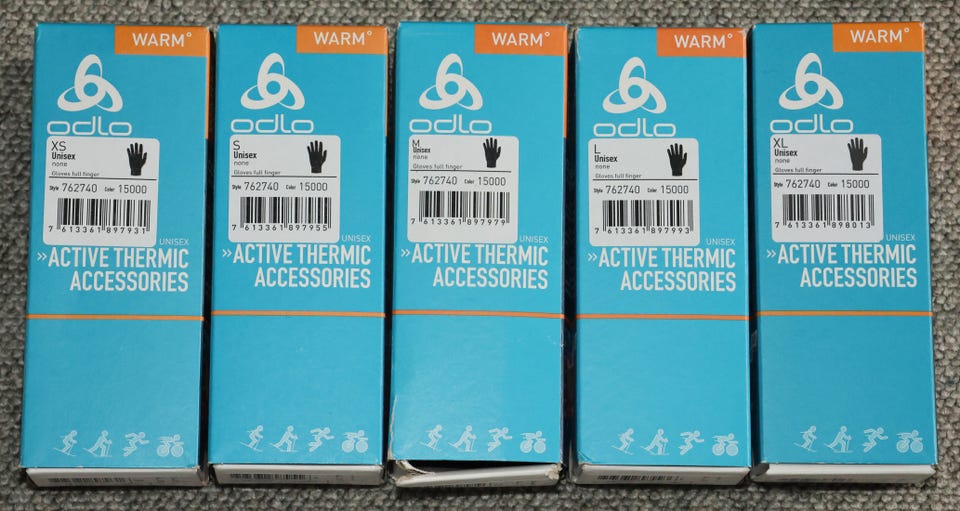 WARM°
odlo
XS
Unisex
none
Gloves full finger
Style 762740 Color 15000
7 613361 897931
UNISEX
»ACTIVE THERMIC
ACCESSORIES
WARM°
odlo
S
Unisex
none
Gloves full finger
Style 762740 Color 15000
7 613361 897955
UNISEX
»ACTIVE THERMIC
ACCESSORIES
WARM°
odlo
M
Unisex
none
Gloves full finger
Style 762740 Color 15000
7 613361 897979
UNISEX
»ACTIVE THERMIC
ACCESSORIES
WARM°
odlo
L
Unisex
none
Gloves full finger
Style 762740 Color 15000
7 613361 897993
UNISEX
»ACTIVE THERMIC
ACCESSORIES
WARM°
odlo
XL
Unisex
none
Gloves full finger
Style 762740 Color 15000
7 613361 898013
UNISEX
»ACTIVE THERMIC
ACCESSORIES